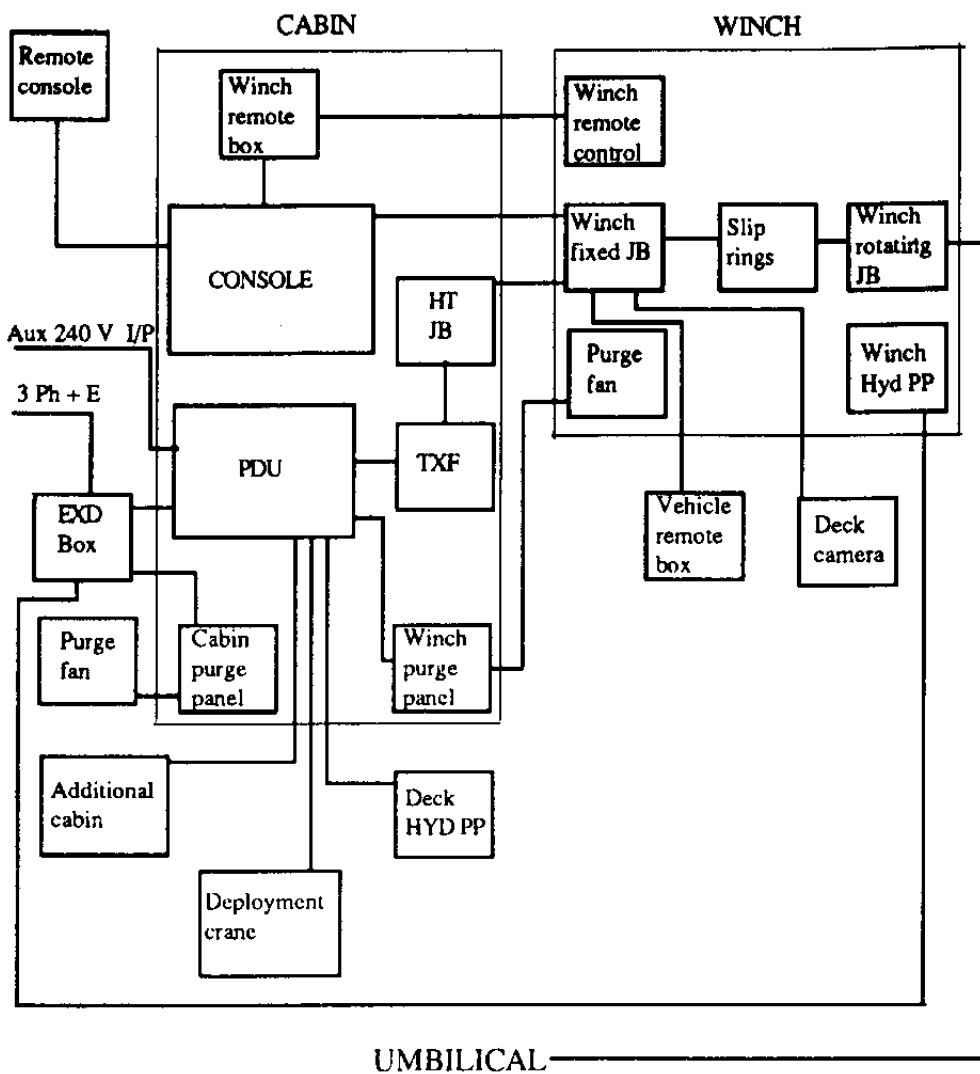 CABIN
WINCH
Remote
console
Winch
remote
box
Winch
remote
control
CONSOLE
HT
JB
Winch
fixed JB
Slip
rings
Winch
rotating
JB
Aux 240 V I/P
3 Ph + E
Purge
fan
Winch
Hyd PP
PDU
TXF
EXD
Box
Vehicle
remote
box
Deck
camera
Purge
fan
Cabin
purge
panel
Winch
purge
panel
Additional
cabin
Deck
HYD PP
Deployment
crane
UMBILICAL